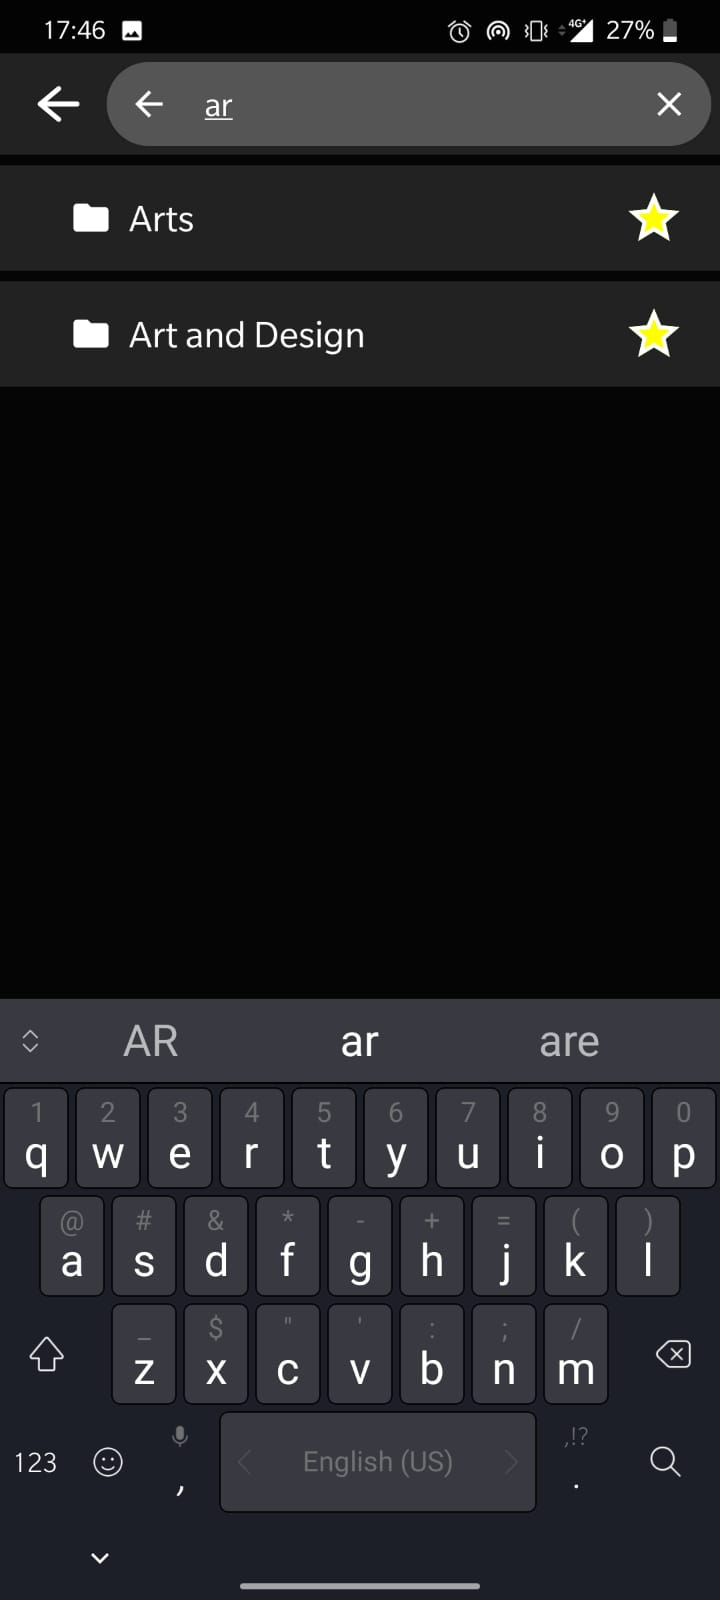 17:46 4G+ 27%
ar
Arts
Art and Design
AR ar are
1 2 3 4 5 6 7 8 9 0
q w e r t y u i o p
@ # & * - + = ( )
a s d f g h j k l
_ $ " ' : ; /
z x c v b n m
,!?
123 , English (US) .